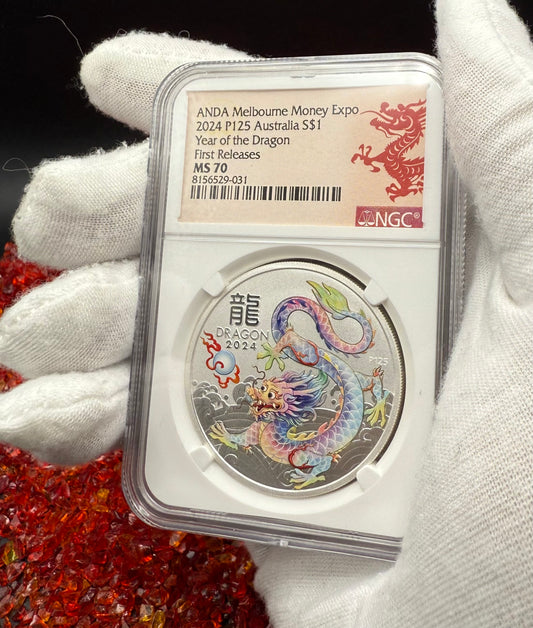 ANDA Melbourne Money Expo
2024 P125 Australia S$1
Year of the Dragon
First Releases
MS 70
8156529-031
NGC®
龍
DRAGON
2024
P125